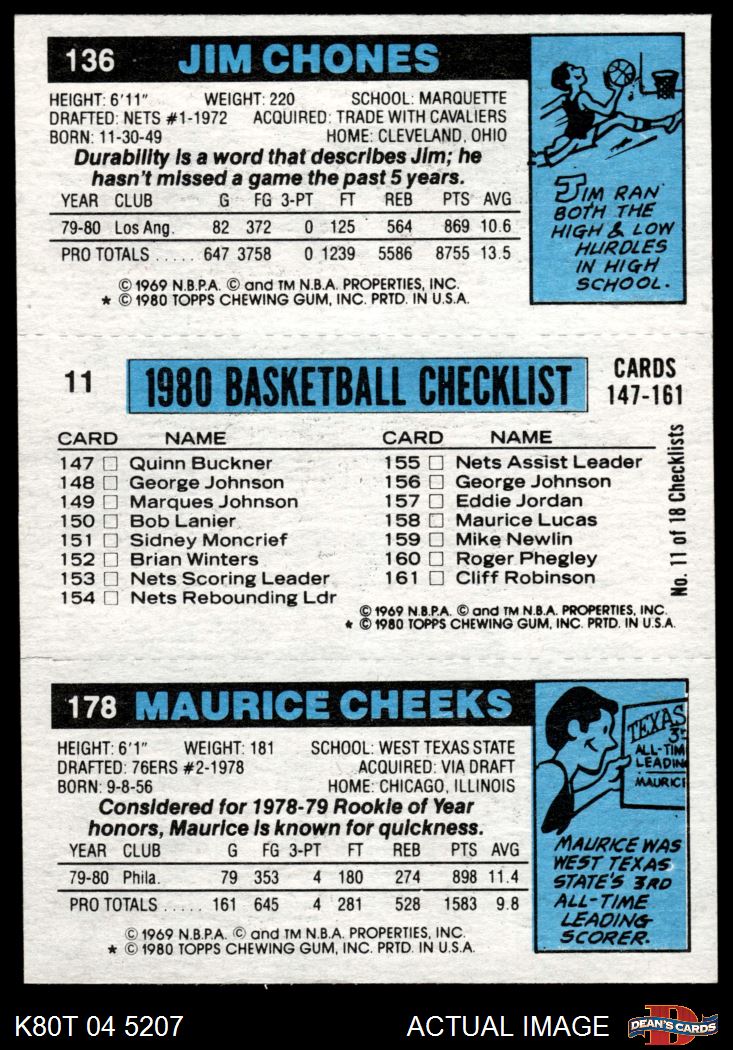 136 JIM CHONES
HEIGHT: 6'11" WEIGHT: 220 SCHOOL: MARQUETTE
DRAFTED: NETS #1-1972 ACQUIRED: TRADE WITH CAVALIERS
BORN: 11-30-49 HOME: CLEVELAND, OHIO
Durability is a word that describes Jim; he
hasn't missed a game the past 5 years.
YEAR CLUB G FG 3-PT FT REB PTS AVG
79-80 Los Ang. 82 372 0 125 564 869 10.6
PRO TOTALS ..... 647 3758 0 1239 5586 8755 13.5
© 1969 N.B.P.A. © and TM N.B.A. PROPERTIES, INC.
* © 1980 TOPPS CHEWING GUM, INC. PRTD. IN U.S.A.
JIM RAN
BOTH THE
HIGH & LOW
HURDLES
IN HIGH
SCHOOL.
11 1980 BASKETBALL CHECKLIST CARDS
147-161
CARD NAME
147 □ Quinn Buckner
148 □ George Johnson
149 □ Marques Johnson
150 □ Bob Lanier
151 □ Sidney Moncrief
152 □ Brian Winters
153 □ Nets Scoring Leader
154 □ Nets Rebounding Ldr
CARD NAME
155 □ Nets Assist Leader
156 □ George Johnson
157 □ Eddie Jordan
158 □ Maurice Lucas
159 □ Mike Newlin
160 □ Roger Phegley
161 □ Cliff Robinson
No. 11 of 18 Checklists
© 1969 N.B.P.A. © and TM N.B.A. PROPERTIES, INC.
* © 1980 TOPPS CHEWING GUM, INC. PRTD. IN U.S.A.
178 MAURICE CHEEKS
HEIGHT: 6'1" WEIGHT: 181 SCHOOL: WEST TEXAS STATE
DRAFTED: 76ERS #2-1978 ACQUIRED: VIA DRAFT
BORN: 9-8-56 HOME: CHICAGO, ILLINOIS
Considered for 1978-79 Rookie of Year
honors, Maurice is known for quickness.
YEAR CLUB G FG 3-PT FT REB PTS AVG
79-80 Phila. 79 353 4 180 274 898 11.4
PRO TOTALS ..... 161 645 4 281 528 1583 9.8
© 1969 N.B.P.A. © and TM N.B.A. PROPERTIES, INC.
* © 1980 TOPPS CHEWING GUM, INC. PRTD. IN U.S.A.
TEXAS
ALL-TIM
LEADIN
MAURIC
MAURICE WAS
WEST TEXAS
STATE'S 3RD
ALL-TIME
LEADING
SCORER.
K80T 04 5207 ACTUAL IMAGE
DEAN'S CARDS